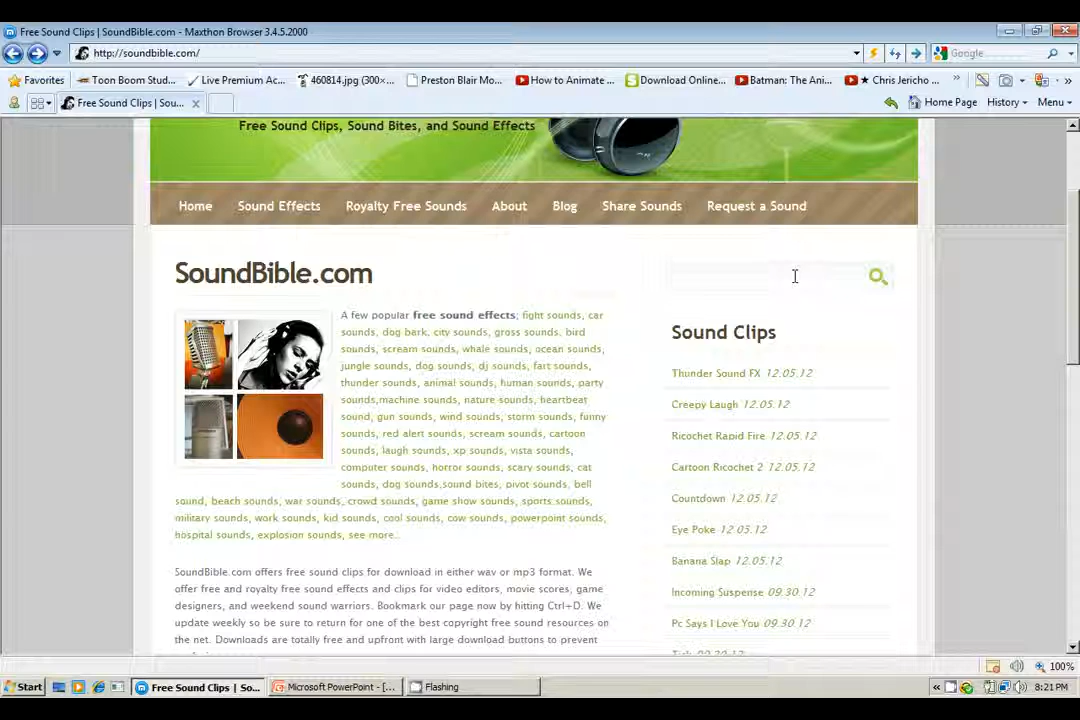 Free Sound Clips | SoundBible.com - Maxthon Browser 3.4.5.2000
http://soundbible.com/
Google
Favorites Toon Boom Stud... Live Premium Ac... 460814.jpg (300×... Preston Blair Mo... How to Animate ... Download Online... Batman: The Ani... ★ Chris Jericho ... » »
Free Sound Clips | Sou... Home Page History Menu
Free Sound Clips, Sound Bites, and Sound Effects
Home Sound Effects Royalty Free Sounds About Blog Share Sounds Request a Sound
SoundBible.com
A few popular free sound effects; fight sounds, car
sounds, dog bark, city sounds, gross sounds, bird
sounds, scream sounds, whale sounds, ocean sounds,
jungle sounds, dog sounds, dj sounds, fart sounds,
thunder sounds, animal sounds, human sounds, party
sounds,machine sounds, nature sounds, heartbeat
sound, gun sounds, wind sounds, storm sounds, funny
sounds, red alert sounds, scream sounds, cartoon
sounds, laugh sounds, xp sounds, vista sounds,
computer sounds, horror sounds, scary sounds, cat
sounds, dog sounds,sound bites, pivot sounds, bell
sound, beach sounds, war sounds, crowd sounds, game show sounds, sports sounds,
military sounds, work sounds, kid sounds, cool sounds, cow sounds, powerpoint sounds,
hospital sounds, explosion sounds, see more...
SoundBible.com offers free sound clips for download in either wav or mp3 format. We
offer free and royalty free sound effects and clips for video editors, movie scores, game
designers, and weekend sound warriors. Bookmark our page now by hitting Ctrl+D. We
update weekly so be sure to return for one of the best copyright free sound resources on
the net. Downloads are totally free and upfront with large download buttons to prevent
Sound Clips
Thunder Sound FX 12.05.12
Creepy Laugh 12.05.12
Ricochet Rapid Fire 12.05.12
Cartoon Ricochet 2 12.05.12
Countdown 12.05.12
Eye Poke 12.05.12
Banana Slap 12.05.12
Incoming Suspense 09.30.12
Pc Says I Love You 09.30.12
Tick 09.30.12
100%
Start Free Sound Clips | So... Microsoft PowerPoint - [... Flashing « 8:21 PM